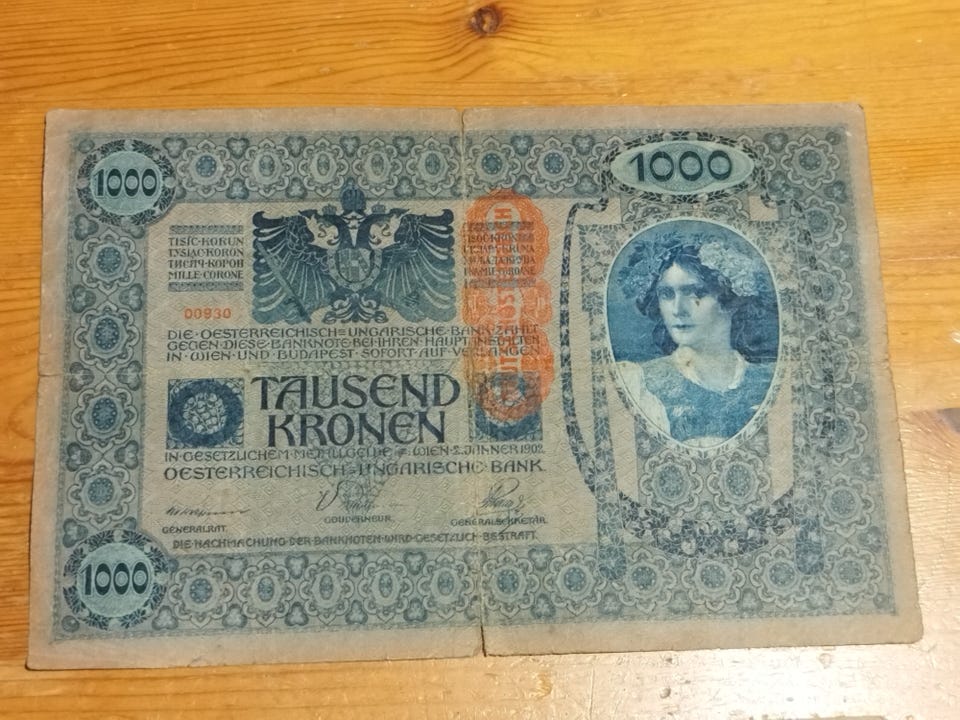 1000
1000
TISÍC·KORUN
TYSIĄC·KORON
ТИСЯЧ·КОРОН
MILLE·CORONE
00930
DIE·OESTERREICHISCH=UNGARISCHE·BANK·ZAHLT
GEGEN·DIESE·BANKNOTE·BEI·IHREN·HAUPTANSTALTEN
IN·WIEN·UND·BUDAPEST·SOFORT·AUF·VERLANGEN
TAUSEND
KRONEN
IN·GESETZLICHEM·METALLGELDE·WIEN·2·JÄNNER·1902
OESTERREICHISCH=UNGARISCHE·BANK
GENERALRAT.
GOUVERNEUR.
GENERALSEKRETÄR.
DIE·NACHMACHUNG·DER·BANKNOTEN·WIRD·GESETZLICH·BESTRAFT.
1000